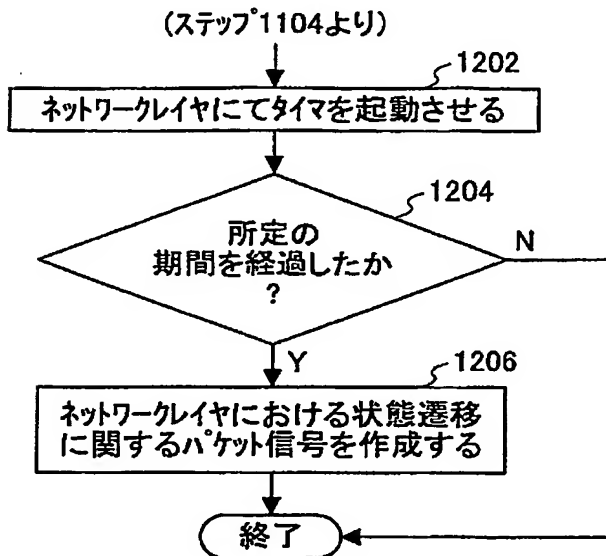 (ステップ1104より)
1202
ネットワークレイヤにてタイマを起動させる
1204
所定の
期間を経過したか
?
N
Y
1206
ネットワークレイヤにおける状態遷移
に関するパケット信号を作成する
終了